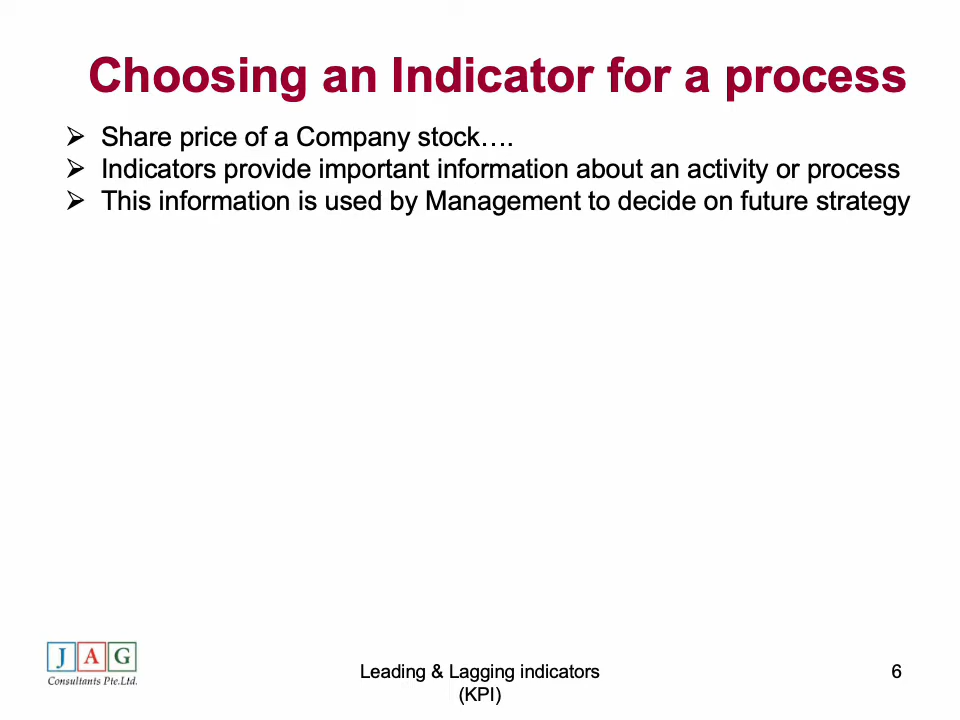 Choosing an Indicator for a process
➢ Share price of a Company stock….
➢ Indicators provide important information about an activity or process
➢ This information is used by Management to decide on future strategy
J A G
Consultants Pte.Ltd.
Leading & Lagging indicators
(KPI)
6